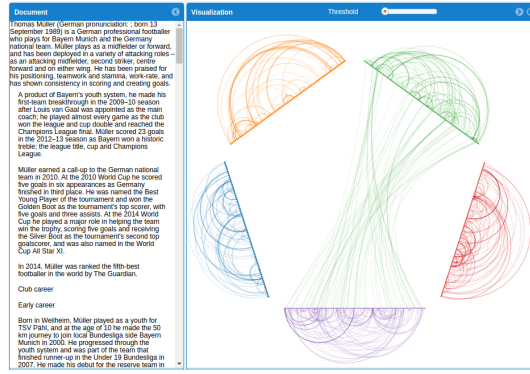 Document
Visualization
Threshold
Thomas Müller (German pronunciation: ; born 13
September 1989) is a German professional footballer
who plays for Bayern Munich and the Germany
national team. Müller plays as a midfielder or forward,
and has been deployed in a variety of attacking roles –
as an attacking midfielder, second striker, centre
forward and on either wing. He has been praised for
his positioning, teamwork and stamina, work-rate, and
has shown consistency in scoring and creating goals.
A product of Bayern's youth system, he made his
first-team breakthrough in the 2009–10 season
after Louis van Gaal was appointed as the main
coach; he played almost every game as the club
won the league and cup double and reached the
Champions League final. Müller scored 23 goals
in the 2012–13 season as Bayern won a historic
treble; the league title, cup and Champions
League.
Müller earned a call-up to the German national
team in 2010. At the 2010 World Cup he scored
five goals in six appearances as Germany
finished in third place. He was named the Best
Young Player of the tournament and won the
Golden Boot as the tournament's top scorer, with
five goals and three assists. At the 2014 World
Cup he played a major role in helping the team
win the trophy, scoring five goals and receiving
the Silver Boot as the tournament's second top
goalscorer, and was also named in the World
Cup All Star XI.
In 2014, Müller was ranked the fifth-best
footballer in the world by The Guardian.
Club career
Early career
Born in Weilheim, Müller played as a youth for
TSV Pähl, and at the age of 10 he made the 50
km journey to join local Bundesliga side Bayern
Munich in 2000. He progressed through the
youth system and was part of the team that
finished runner-up in the Under 19 Bundesliga in
2007. He made his debut for the reserve team in